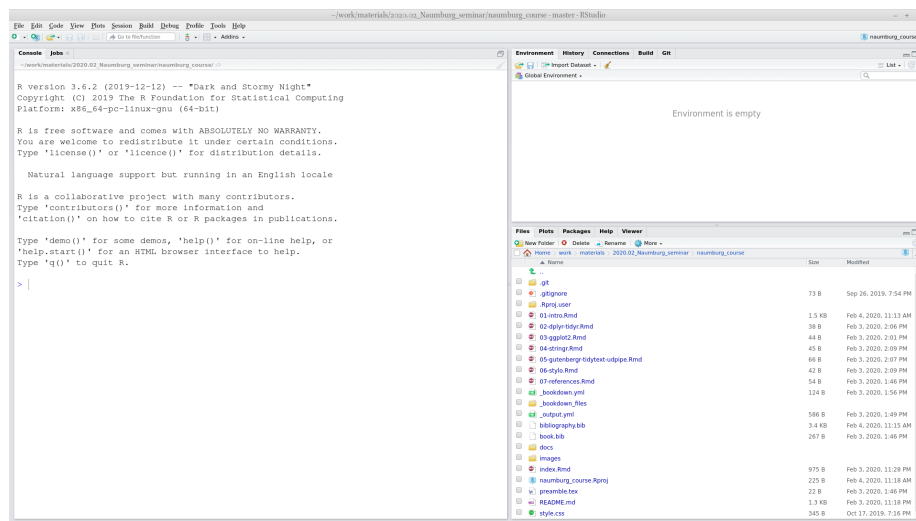 ~/work/materials/2020.02_Naumburg_seminar/naumburg_course - master - RStudio
File Edit Code View Plots Session Build Debug Profile Tools Help
Go to file/function Addins naumburg_course
Console Jobs
~/work/materials/2020.02_Naumburg_seminar/naumburg_course/
R version 3.6.2 (2019-12-12) -- "Dark and Stormy Night"
Copyright (C) 2019 The R Foundation for Statistical Computing
Platform: x86_64-pc-linux-gnu (64-bit)
R is free software and comes with ABSOLUTELY NO WARRANTY.
You are welcome to redistribute it under certain conditions.
Type 'license()' or 'licence()' for distribution details.
Natural language support but running in an English locale
R is a collaborative project with many contributors.
Type 'contributors()' for more information and
'citation()' on how to cite R or R packages in publications.
Type 'demo()' for some demos, 'help()' for on-line help, or
'help.start()' for an HTML browser interface to help.
Type 'q()' to quit R.
>
Environment History Connections Build Git
Import Dataset List
Global Environment
Environment is empty
Files Plots Packages Help Viewer
New Folder Delete Rename More
Home work materials 2020.02_Naumburg_seminar naumburg_course
Name Size Modified
..
.git
.gitignore 73 B Sep 26, 2019, 7:54 PM
.Rproj.user
01-intro.Rmd 1.5 KB Feb 4, 2020, 11:13 AM
02-dplyr-tidyr.Rmd 38 B Feb 3, 2020, 2:06 PM
03-ggplot2.Rmd 44 B Feb 3, 2020, 2:01 PM
04-stringr.Rmd 45 B Feb 3, 2020, 2:09 PM
05-gutenbergr-tidytext-udpipe.Rmd 66 B Feb 3, 2020, 2:07 PM
06-stylo.Rmd 42 B Feb 3, 2020, 2:09 PM
07-references.Rmd 54 B Feb 3, 2020, 1:46 PM
_bookdown.yml 124 B Feb 3, 2020, 1:56 PM
_bookdown_files
_output.yml 586 B Feb 3, 2020, 1:49 PM
bibliography.bib 3.4 KB Feb 4, 2020, 11:15 AM
book.bib 267 B Feb 3, 2020, 1:46 PM
docs
images
index.Rmd 975 B Feb 3, 2020, 11:28 PM
naumburg_course.Rproj 225 B Feb 4, 2020, 11:18 AM
preamble.tex 22 B Feb 3, 2020, 1:46 PM
README.md 1.3 KB Feb 3, 2020, 11:18 PM
style.css 345 B Oct 17, 2019, 7:16 PM